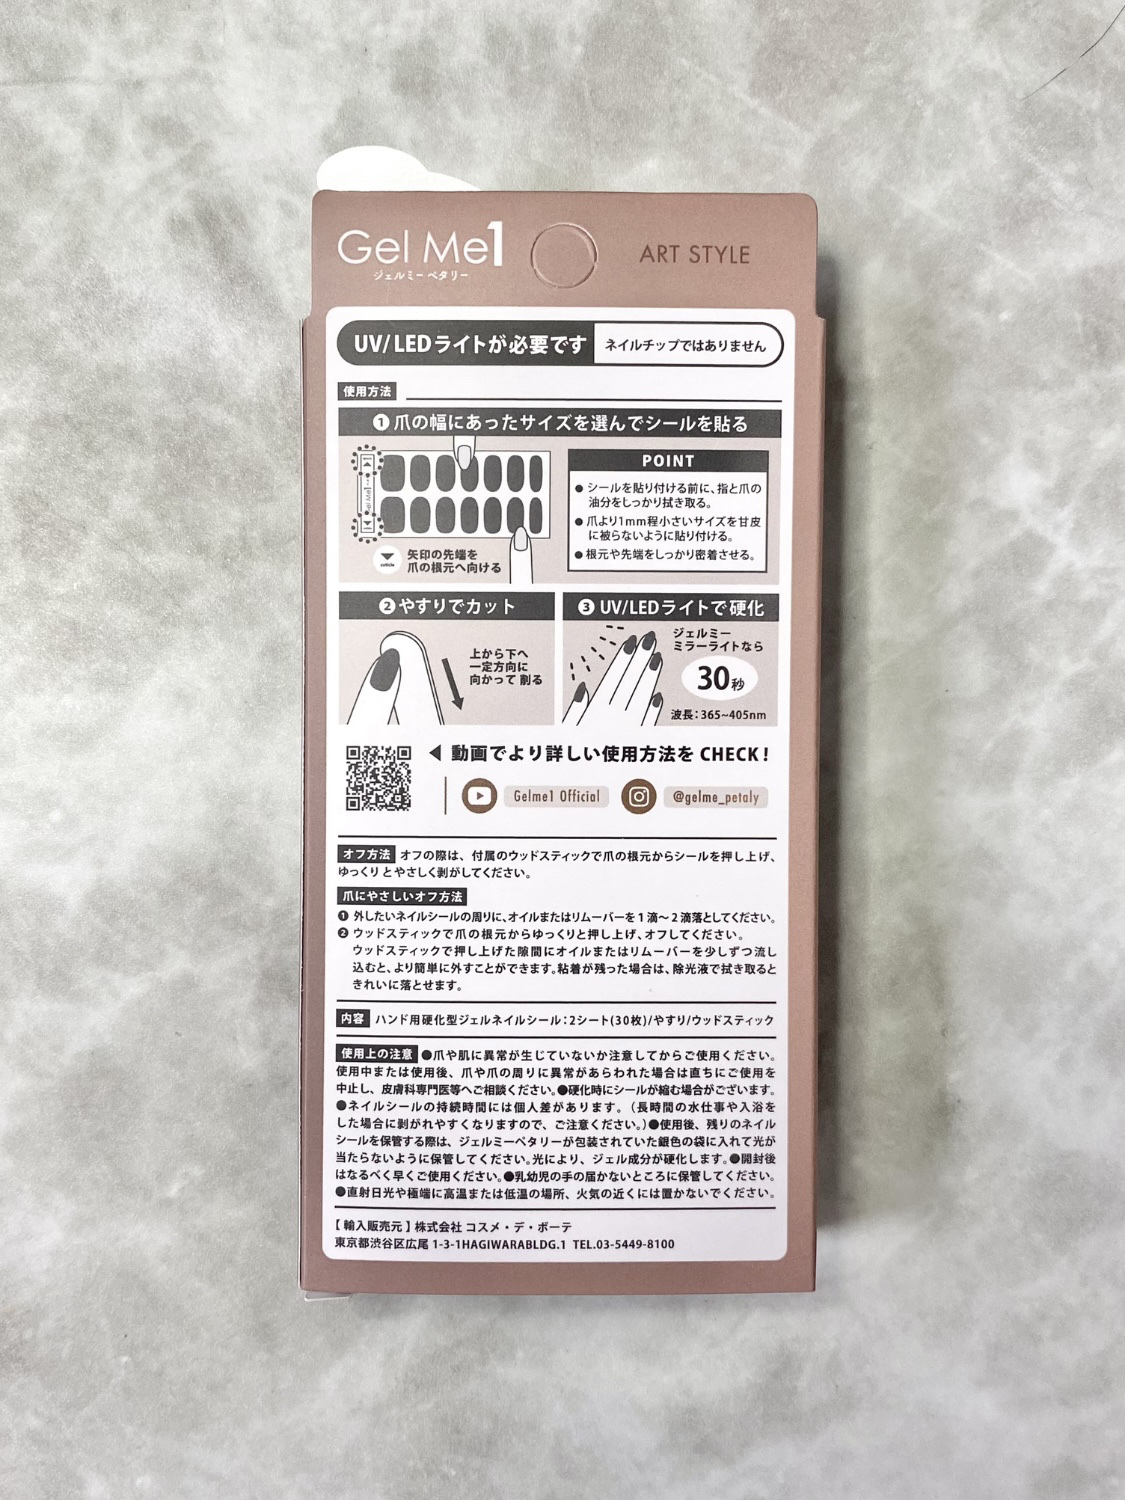 Gel Me1
ジェルミー ペタリー
ART STYLE
UV/LEDライトが必要です
ネイルチップではありません
使用方法
❶爪の幅にあったサイズを選んでシールを貼る
POINT
●シールを貼り付ける前に、指と爪の
油分をしっかり拭き取る。
●爪より1mm程小さいサイズを甘皮
に被らないように貼り付ける。
●根元や先端をしっかり密着させる。
cuticle
矢印の先端を
爪の根元へ向ける
❷やすりでカット
上から下へ
一定方向に
向かって 削る
❸UV/LEDライトで硬化
ジェルミー
ミラーライトなら
30秒
波長：365~405nm
◀ 動画でより詳しい使用方法を CHECK！
Gelme1 Official
@gelme_petaly
オフ方法 オフの際は、付属のウッドスティックで爪の根元からシールを押し上げ、
ゆっくりとやさしく剥がしてください。
爪にやさしいオフ方法
❶ 外したいネイルシールの周りに、オイルまたはリムーバーを1滴〜2滴落としてください。
❷ ウッドスティックで爪の根元からゆっくりと押し上げ、オフしてください。
ウッドスティックで押し上げた隙間にオイルまたはリムーバーを少しずつ流し
込むと、より簡単に外すことができます。粘着が残った場合は、除光液で拭き取ると
きれいに落とせます。
内容 ハンド用硬化型ジェルネイルシール：2シート(30枚)/やすり/ウッドスティック
使用上の注意 ●爪や肌に異常が生じていないか注意してからご使用ください。
使用中または使用後、爪や爪の周りに異常があらわれた場合は直ちにご使用を
中止し、皮膚科専門医等へご相談ください。●硬化時にシールが縮む場合がございます。
●ネイルシールの持続時間には個人差があります。（長時間の水仕事や入浴を
した場合に剥がれやすくなりますので、ご注意ください。）●使用後、残りのネイル
シールを保管する際は、ジェルミーペタリーが包装されていた銀色の袋に入れて光が
当たらないように保管してください。光により、ジェル成分が硬化します。●開封後
はなるべく早くご使用ください。●乳幼児の手の届かないところに保管してください。
●直射日光や極端に高温または低温の場所、火気の近くには置かないでください。
【 輸入販売元 】株式会社 コスメ・デ・ボーテ
東京都渋谷区広尾 1-3-1HAGIWARABLDG.1 TEL.03-5449-8100